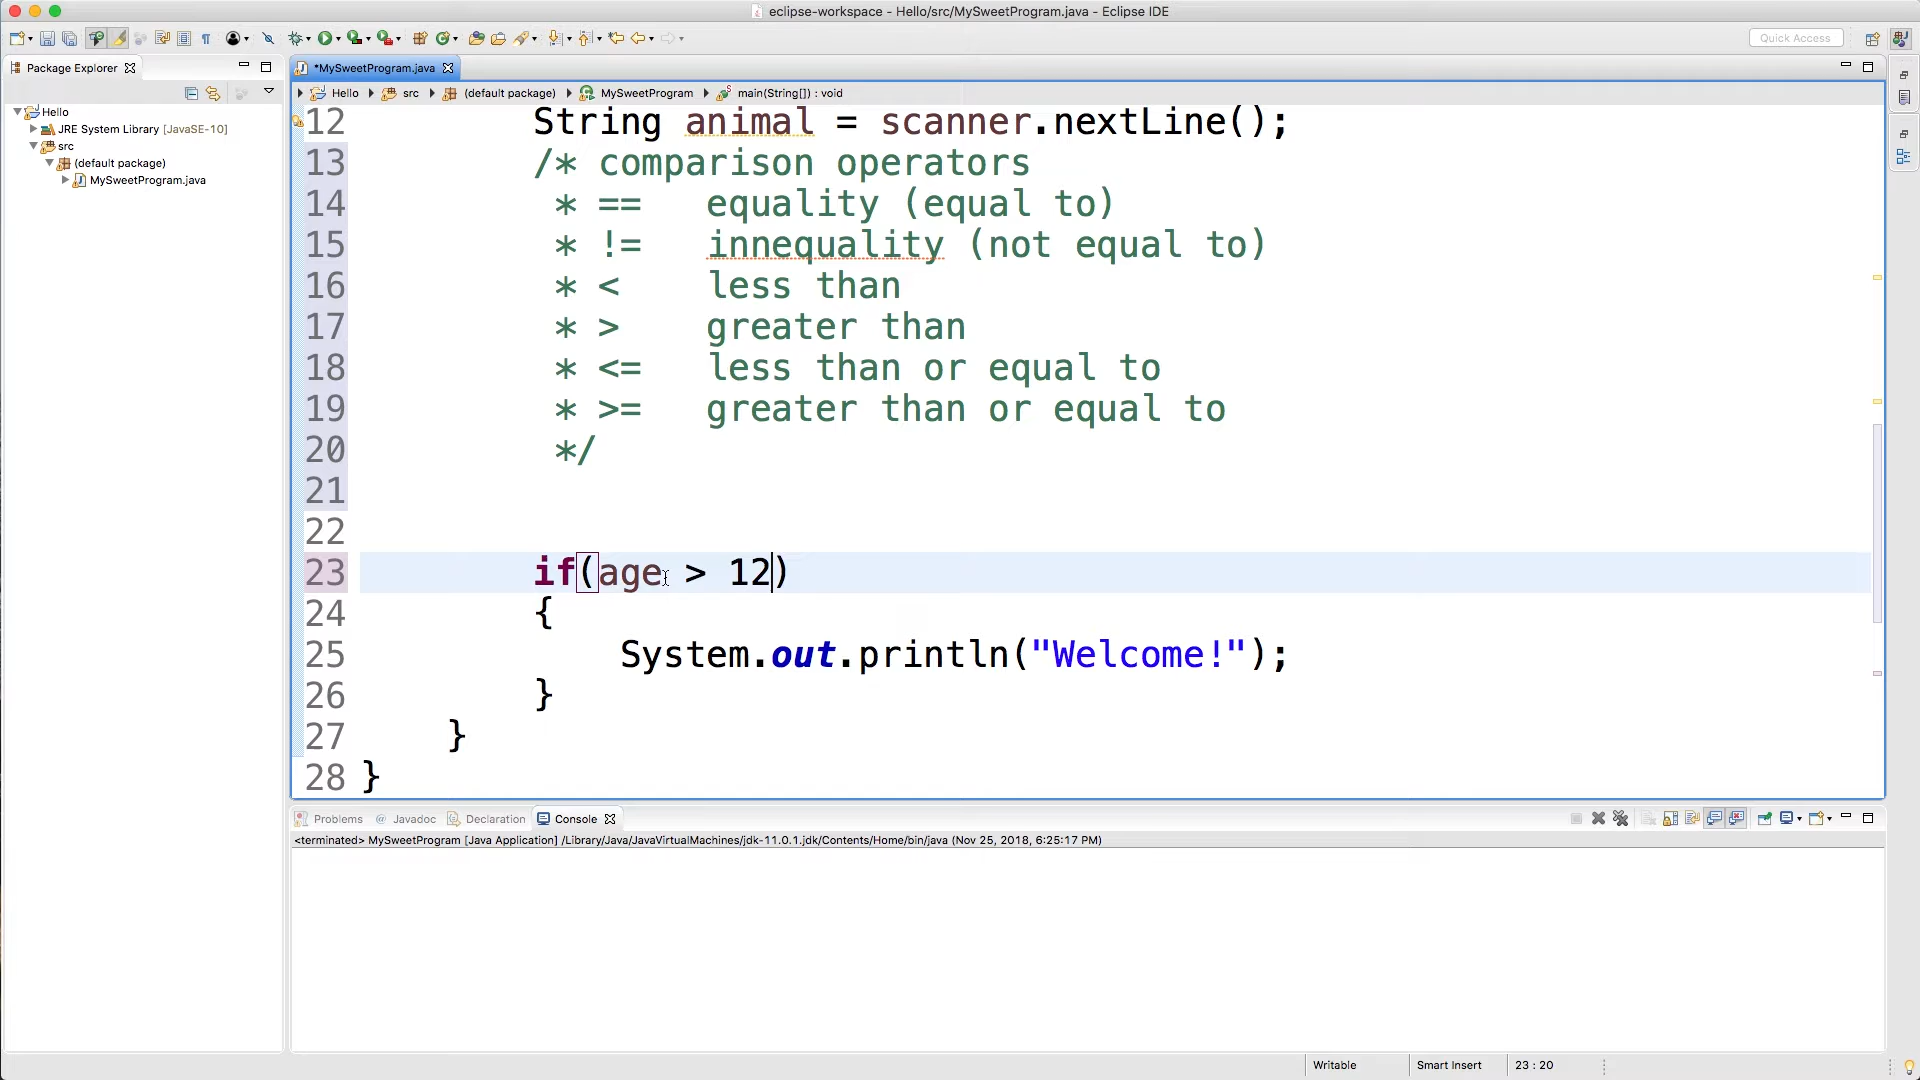 eclipse-workspace - Hello/src/MySweetProgram.java - Eclipse IDE
Quick Access
Package Explorer
*MySweetProgram.java
Hello
src
(default package)
MySweetProgram
main(String[]) : void
Hello
JRE System Library [JavaSE-10]
src
(default package)
MySweetProgram.java
12 String animal = scanner.nextLine();
13 /* comparison operators
14 * == equality (equal to)
15 * != innequality (not equal to)
16 * < less than
17 * > greater than
18 * <= less than or equal to
19 * >= greater than or equal to
20 */
21
22
23 if(age > 12)
24 {
25 System.out.println("Welcome!");
26 }
27 }
28 }
Problems
@ Javadoc
Declaration
Console
<terminated> MySweetProgram [Java Application] /Library/Java/JavaVirtualMachines/jdk-11.0.1.jdk/Contents/Home/bin/java (Nov 25, 2018, 6:25:17 PM)
Writable
Smart Insert
23 : 20